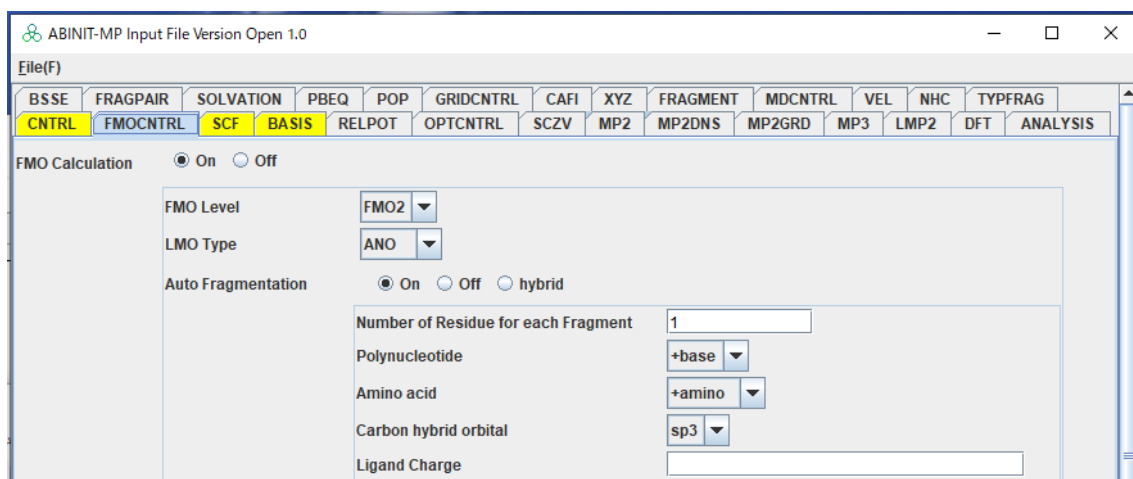 ABINIT-MP Input File Version Open 1.0
File(F)
BSSE FRAGPAIR SOLVATION PBEQ POP GRIDCNTRL CAFI XYZ FRAGMENT MDCNTRL VEL NHC TYPFRAG
CNTRL FMOCNTRL SCF BASIS RELPOT OPTCNTRL SCZV MP2 MP2DNS MP2GRD MP3 LMP2 DFT ANALYSIS
FMO Calculation On Off
FMO Level FMO2
LMO Type ANO
Auto Fragmentation On Off hybrid
Number of Residue for each Fragment 1
Polynucleotide +base
Amino acid +amino
Carbon hybrid orbital sp3
Ligand Charge